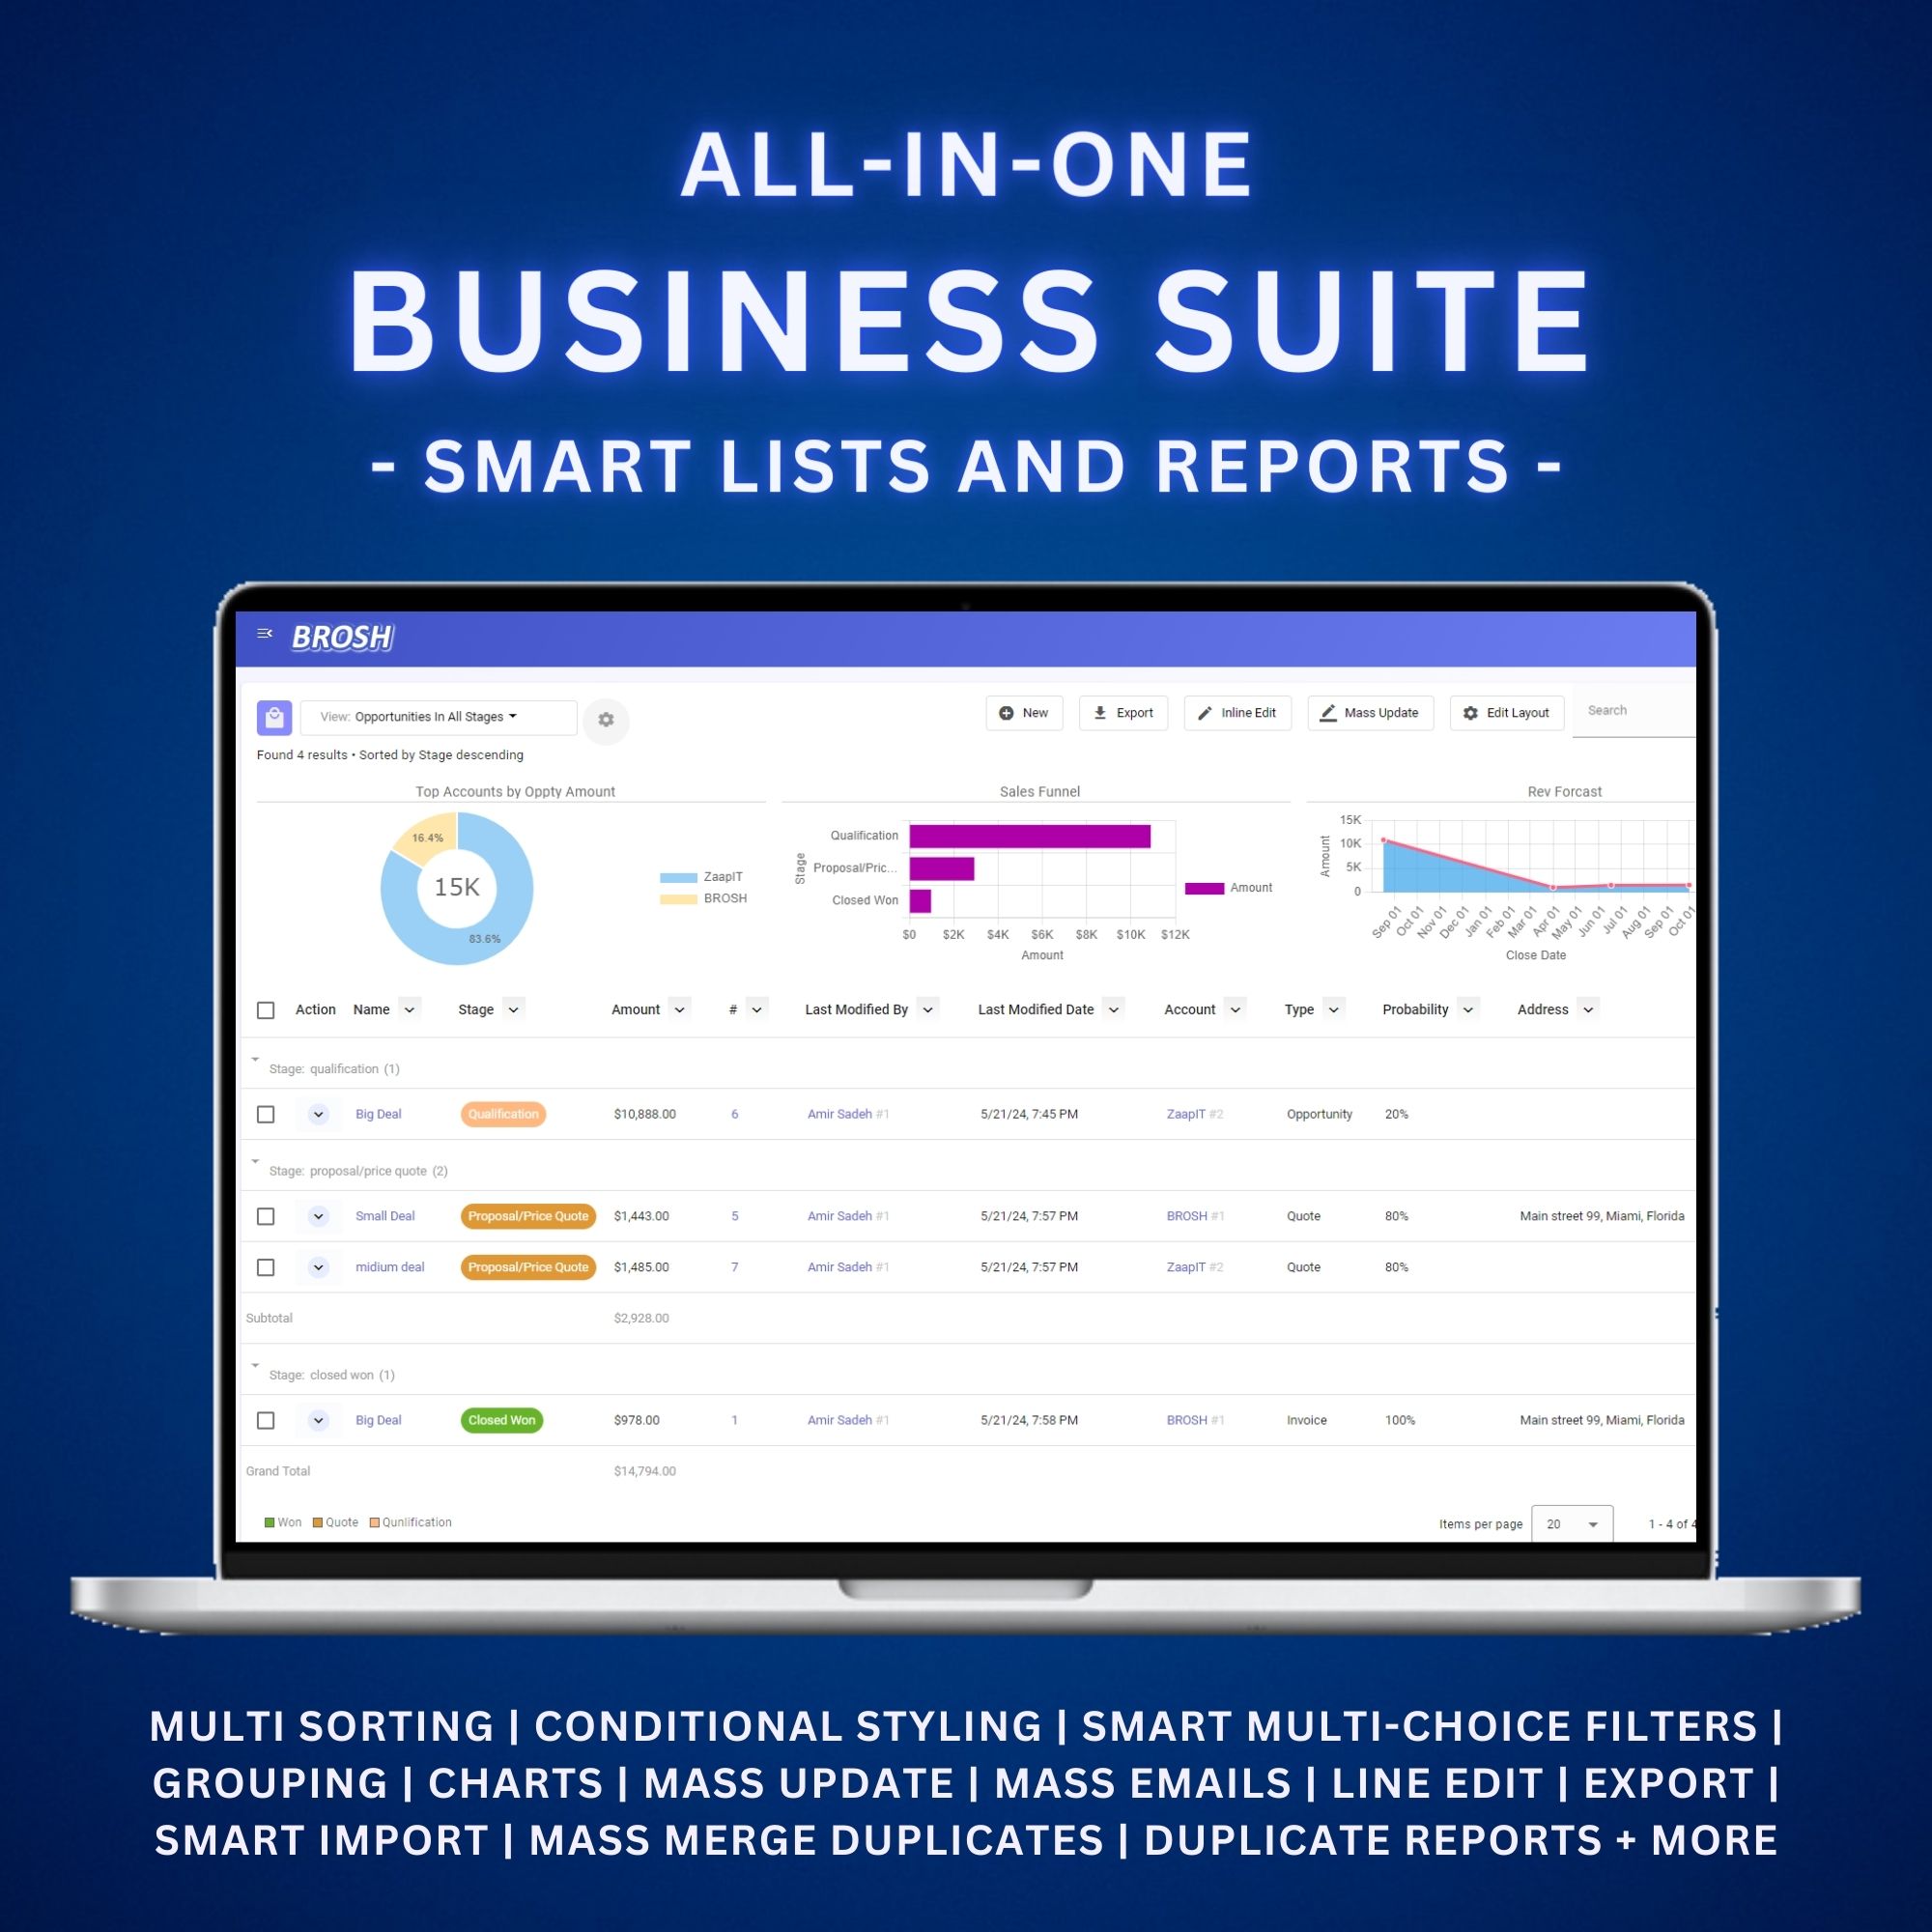 ALL-IN-ONE
BUSINESS SUITE
- SMART LISTS AND REPORTS -
BROSH
View: Opportunities In All Stages
New Export Inline Edit Mass Update Edit Layout Search
Found 4 results • Sorted by Stage descending
Top Accounts by Oppty Amount
16.4%
15K
83.6%
ZaapIT
BROSH
Sales Funnel
Stage
Qualification
Proposal/Pric...
Closed Won
$0 $2K $4K $6K $8K $10K $12K
Amount
Amount
Rev Forcast
Amount
15K
10K
5K
0
Sep 01 Oct 01 Nov 01 Dec 01 Jan 01 Feb 01 Mar 01 Apr 01 May 01 Jun 01 Jul 01 Aug 01 Sep 01 Oct 01
Close Date
Action Name Stage Amount # Last Modified By Last Modified Date Account Type Probability Address
Stage: qualification (1)
Big Deal Qualification $10,888.00 6 Amir Sadeh #1 5/21/24, 7:45 PM ZaapIT #2 Opportunity 20%
Stage: proposal/price quote (2)
Small Deal Proposal/Price Quote $1,443.00 5 Amir Sadeh #1 5/21/24, 7:57 PM BROSH #1 Quote 80% Main street 99, Miami, Florida
midium deal Proposal/Price Quote $1,485.00 7 Amir Sadeh #1 5/21/24, 7:57 PM ZaapIT #2 Quote 80%
Subtotal $2,928.00
Stage: closed won (1)
Big Deal Closed Won $978.00 1 Amir Sadeh #1 5/21/24, 7:58 PM BROSH #1 Invoice 100% Main street 99, Miami, Florida
Grand Total $14,794.00
Won Quote Qunlification
Items per page 20 1 - 4 of 4
MULTI SORTING | CONDITIONAL STYLING | SMART MULTI-CHOICE FILTERS |
GROUPING | CHARTS | MASS UPDATE | MASS EMAILS | LINE EDIT | EXPORT |
SMART IMPORT | MASS MERGE DUPLICATES | DUPLICATE REPORTS + MORE